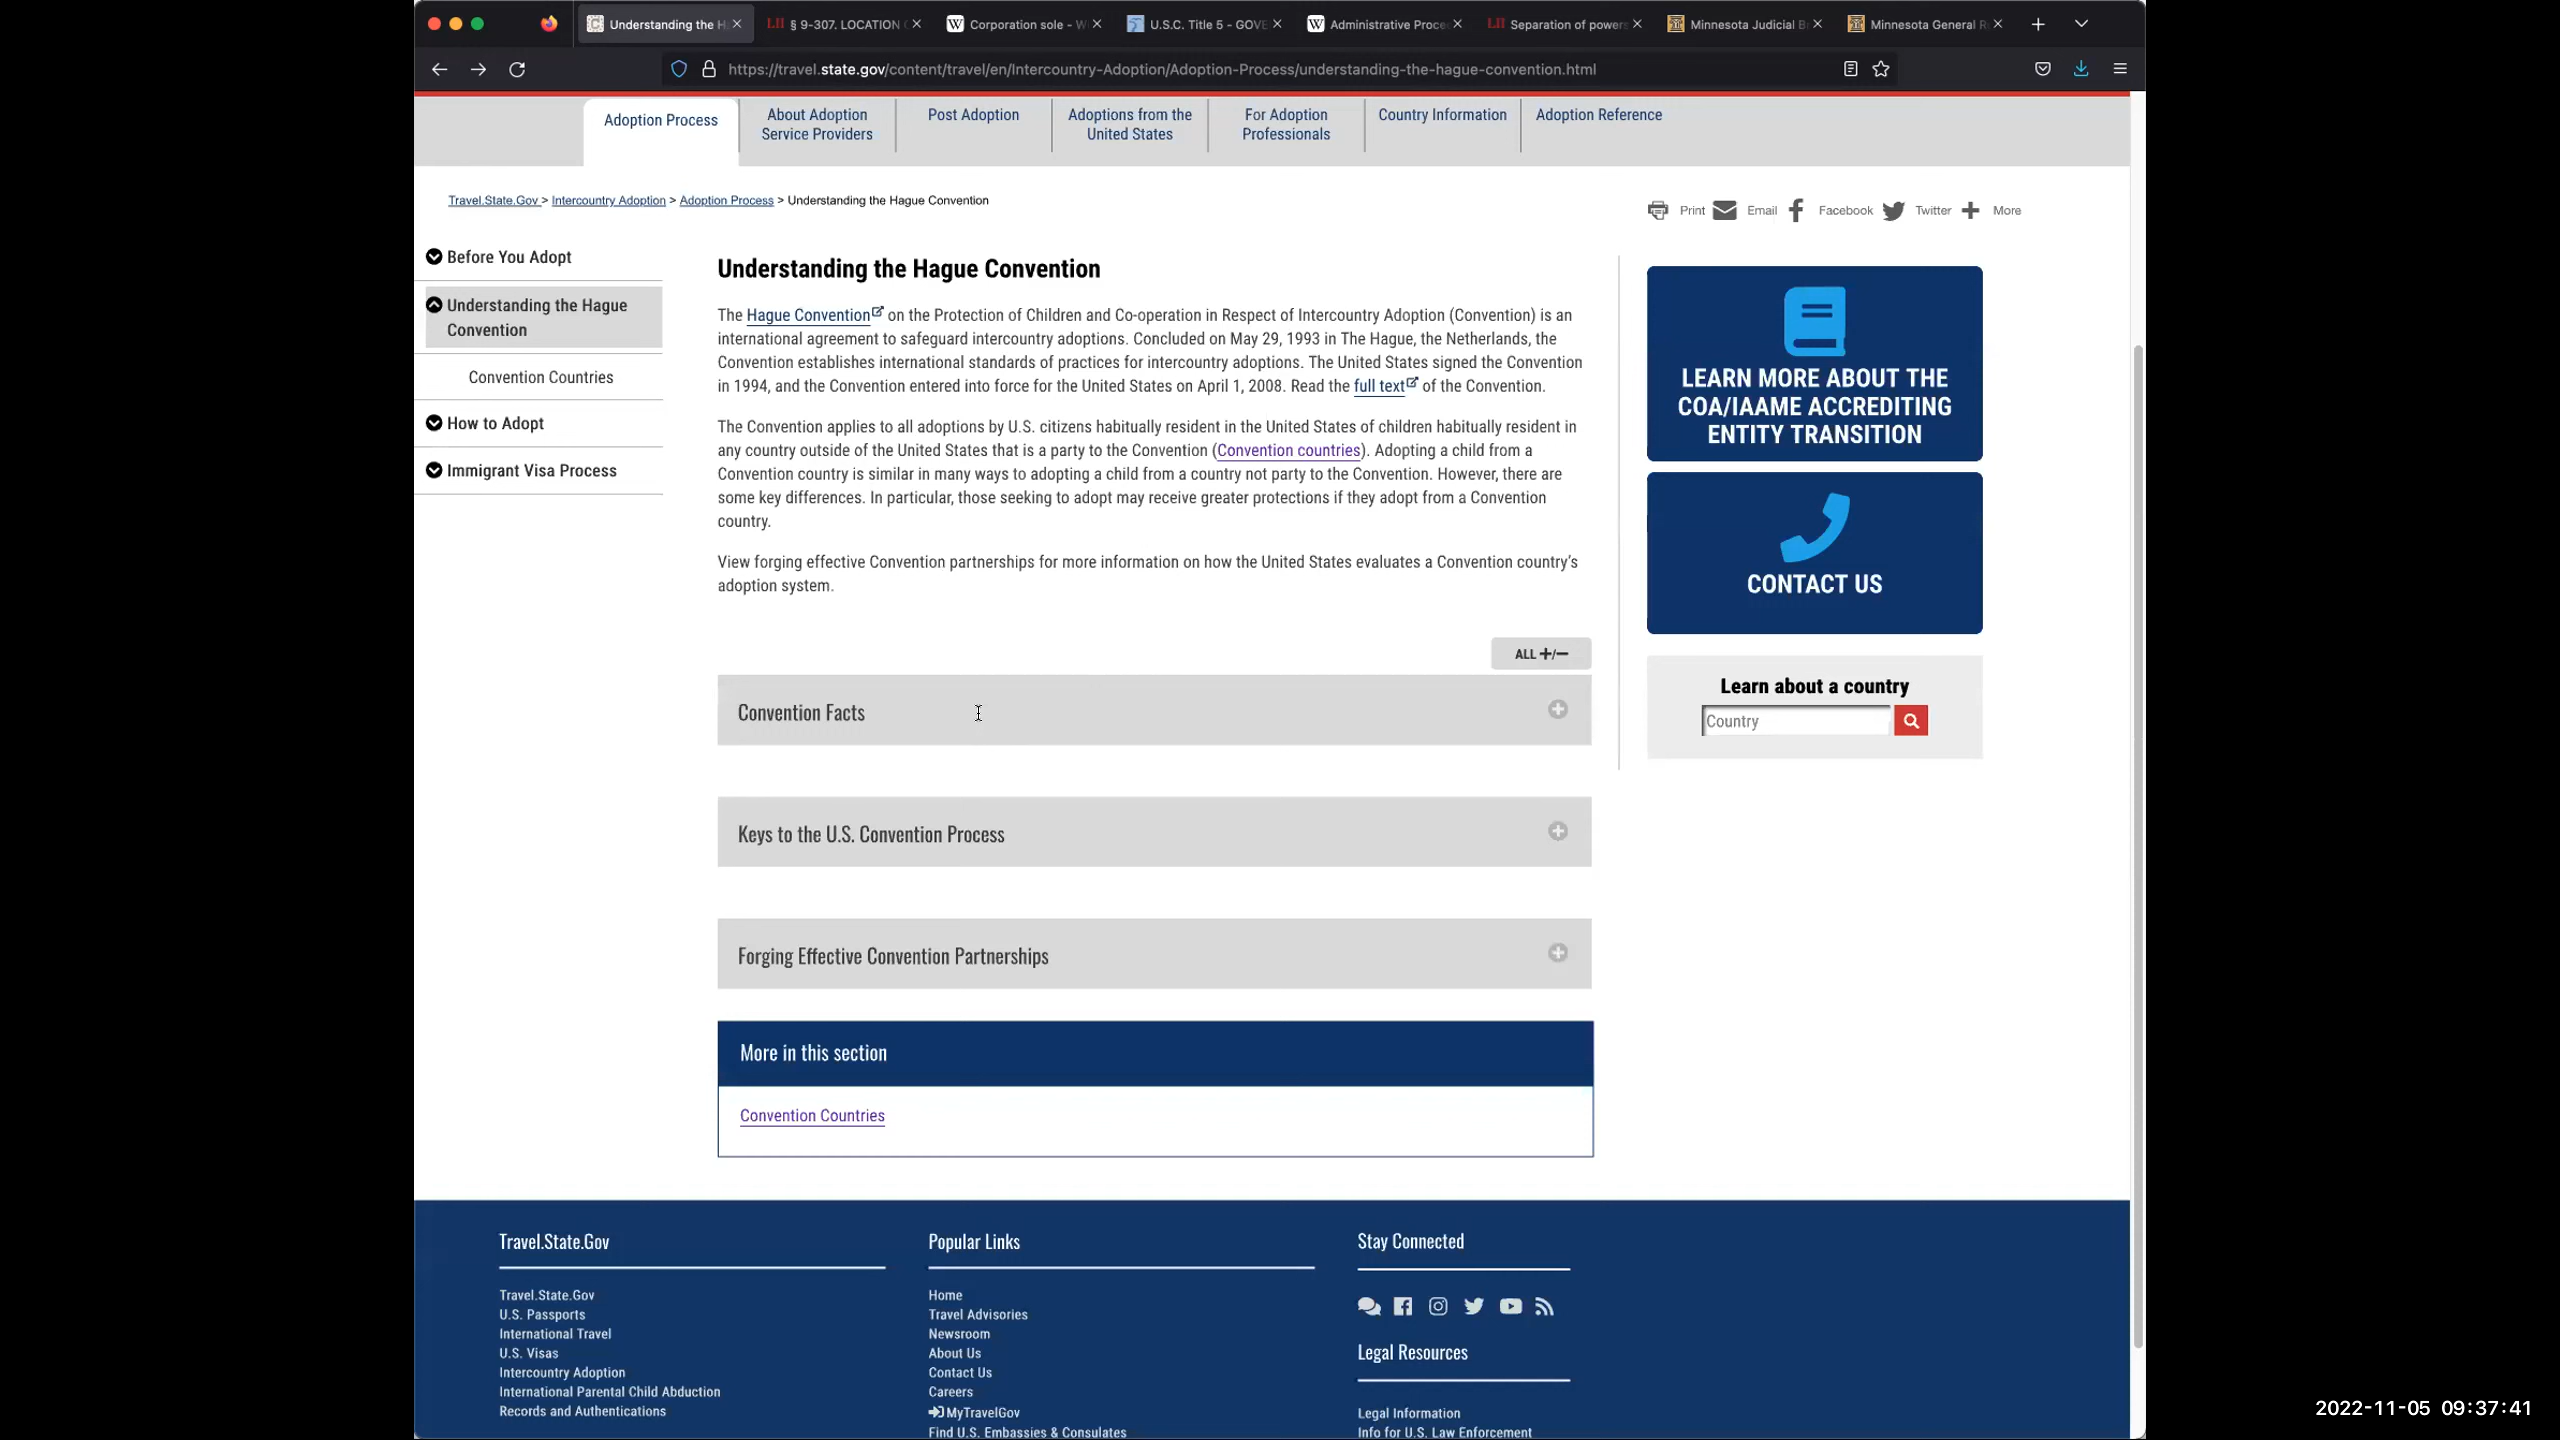 Understanding the H
§ 9-307. LOCATION
Corporation sole - W
U.S.C. Title 5 - GOVE
Administrative Proce
Separation of powers
Minnesota Judicial B
Minnesota General R
https://travel.state.gov/content/travel/en/Intercountry-Adoption/Adoption-Process/understanding-the-hague-convention.html
Adoption Process
About Adoption
Service Providers
Post Adoption
Adoptions from the
United States
For Adoption
Professionals
Country Information
Adoption Reference
Travel.State.Gov > Intercountry Adoption > Adoption Process > Understanding the Hague Convention
Print Email Facebook Twitter More
Before You Adopt
Understanding the Hague
Convention
Convention Countries
How to Adopt
Immigrant Visa Process
Understanding the Hague Convention
The Hague Convention on the Protection of Children and Co-operation in Respect of Intercountry Adoption (Convention) is an
international agreement to safeguard intercountry adoptions. Concluded on May 29, 1993 in The Hague, the Netherlands, the
Convention establishes international standards of practices for intercountry adoptions. The United States signed the Convention
in 1994, and the Convention entered into force for the United States on April 1, 2008. Read the full text of the Convention.
The Convention applies to all adoptions by U.S. citizens habitually resident in the United States of children habitually resident in
any country outside of the United States that is a party to the Convention (Convention countries). Adopting a child from a
Convention country is similar in many ways to adopting a child from a country not party to the Convention. However, there are
some key differences. In particular, those seeking to adopt may receive greater protections if they adopt from a Convention
country.
View forging effective Convention partnerships for more information on how the United States evaluates a Convention country's
adoption system.
ALL +/−
Convention Facts
Keys to the U.S. Convention Process
Forging Effective Convention Partnerships
More in this section
Convention Countries
LEARN MORE ABOUT THE
COA/IAAME ACCREDITING
ENTITY TRANSITION
CONTACT US
Learn about a country
Country
Travel.State.Gov
Travel.State.Gov
U.S. Passports
International Travel
U.S. Visas
Intercountry Adoption
International Parental Child Abduction
Records and Authentications
Popular Links
Home
Travel Advisories
Newsroom
About Us
Contact Us
Careers
MyTravelGov
Find U.S. Embassies & Consulates
Stay Connected
Legal Resources
Legal Information
Info for U.S. Law Enforcement
2022-11-05 09:37:41